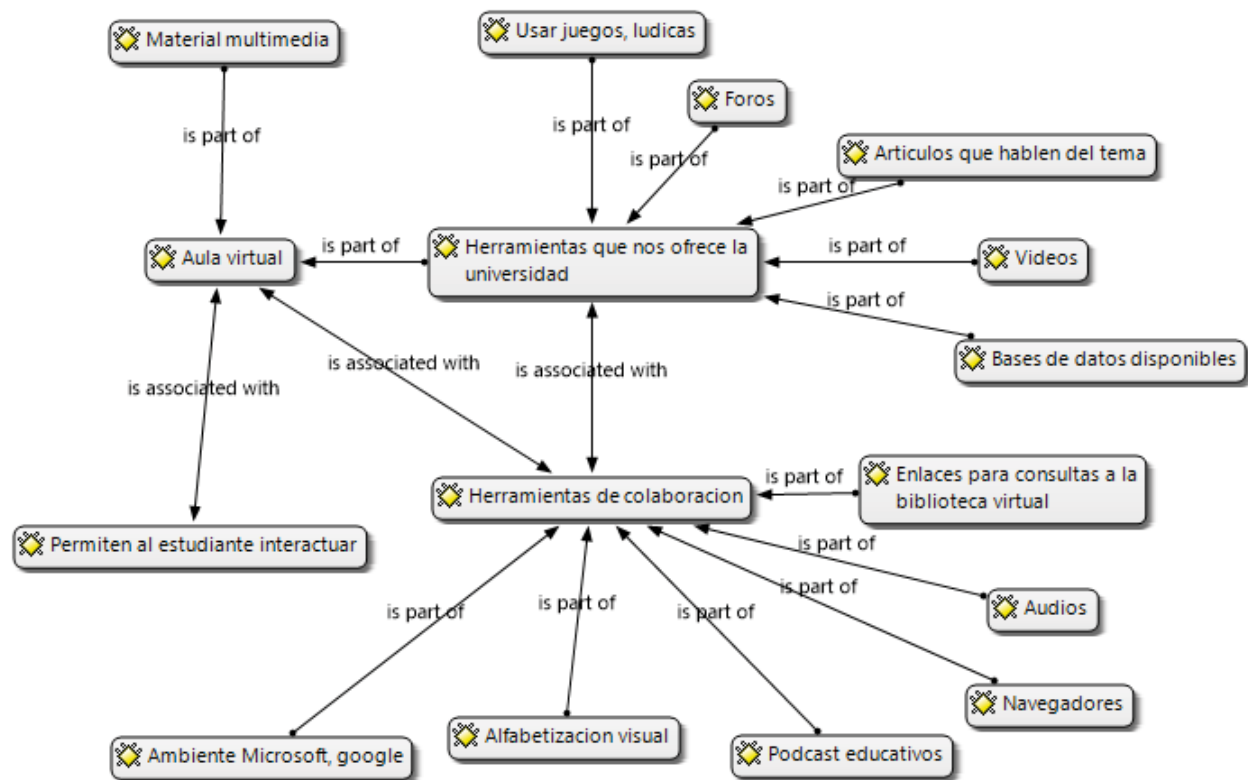 Material multimedia
Usar juegos, ludicas
Foros
is part of
is part of
is part of
Articulos que hablen del tema
is part of
Aula virtual
is part of
Herramientas que nos ofrece la
universidad
is part of
Videos
is part of
Bases de datos disponibles
is associated with
is associated with
is associated with
Herramientas de colaboracion
is part of
Enlaces para consultas a la
biblioteca virtual
Permiten al estudiante interactuar
is part of
is part of
is part of
is part of
is part of
Audios
Navegadores
Ambiente Microsoft, google
Alfabetizacion visual
Podcast educativos